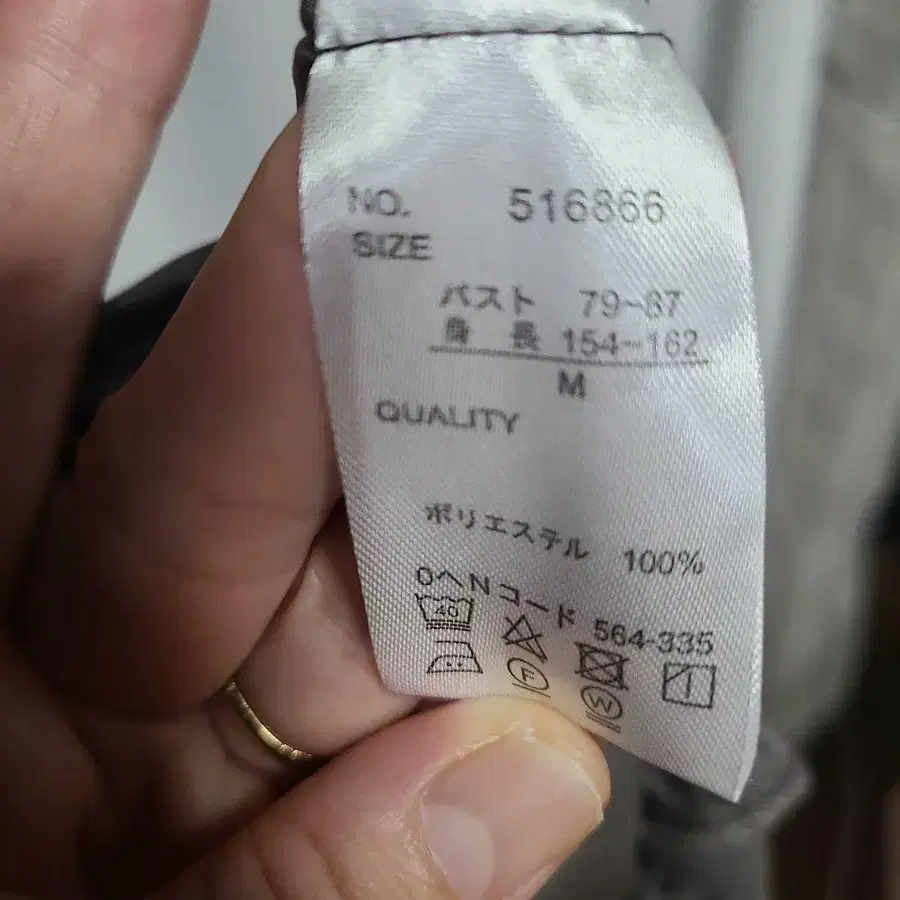 NO. 516866
SIZE
バスト 79~87
身 長 154~162
M
QUALITY
ポリエステル 100%
0ヘNコード 564-335
40
F
W